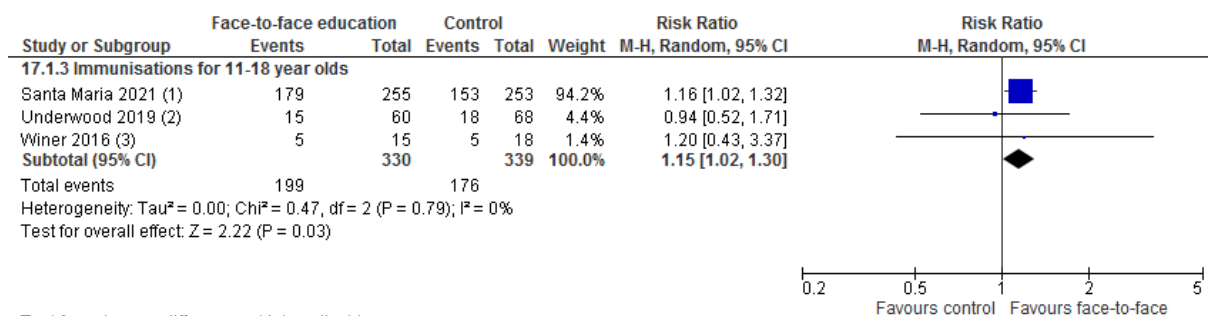 Face-to-face education Control Risk Ratio Risk Ratio
Study or Subgroup Events Total Events Total Weight M-H, Random, 95% CI M-H, Random, 95% CI
17.1.3 Immunisations for 11-18 year olds
Santa Maria 2021 (1) 179 255 153 253 94.2% 1.16 [1.02, 1.32]
Underwood 2019 (2) 15 60 18 68 4.4% 0.94 [0.52, 1.71]
Winer 2016 (3) 5 15 5 18 1.4% 1.20 [0.43, 3.37]
Subtotal (95% CI) 330 339 100.0% 1.15 [1.02, 1.30]
Total events 199 176
Heterogeneity: Tau² = 0.00; Chi² = 0.47, df = 2 (P = 0.79); I² = 0%
Test for overall effect: Z = 2.22 (P = 0.03)
0.2 0.5 1 2 5
Favours control Favours face-to-face